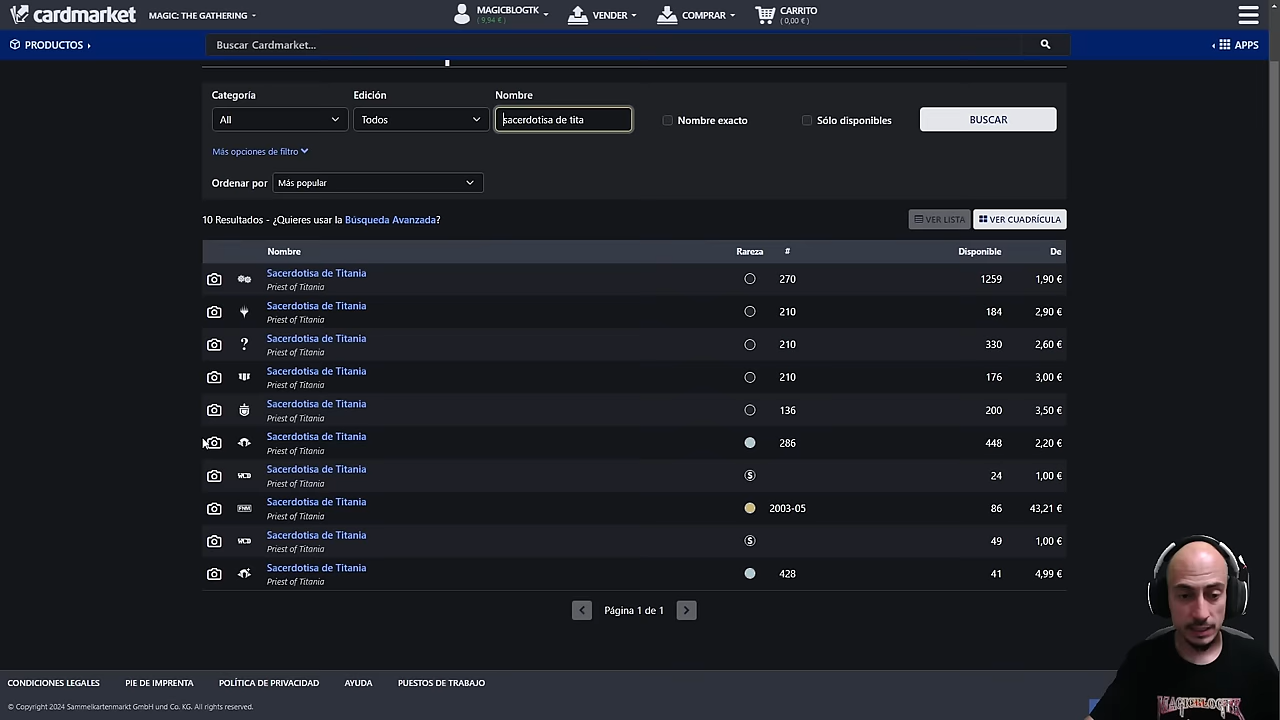 cardmarket
MAGIC: THE GATHERING
MAGICBLOGTK
(9,94 €)
VENDER
COMPRAR
CARRITO
(0,00 €)
PRODUCTOS
Buscar Cardmarket...
APPS
Categoría
Edición
Nombre
All
Todos
sacerdotisa de tita
Nombre exacto
Sólo disponibles
BUSCAR
Más opciones de filtro
Ordenar por
Más popular
10 Resultados - ¿Quieres usar la Búsqueda Avanzada?
VER LISTA
VER CUADRÍCULA
Nombre Rareza # Disponible De
Sacerdotisa de Titania 270 1259 1,90 €
Priest of Titania
Sacerdotisa de Titania 210 184 2,90 €
Priest of Titania
Sacerdotisa de Titania 210 330 2,60 €
Priest of Titania
Sacerdotisa de Titania 210 176 3,00 €
Priest of Titania
Sacerdotisa de Titania 136 200 3,50 €
Priest of Titania
Sacerdotisa de Titania 286 448 2,20 €
Priest of Titania
WCD Sacerdotisa de Titania 24 1,00 €
Priest of Titania
FNM Sacerdotisa de Titania 2003-05 86 43,21 €
Priest of Titania
WCD Sacerdotisa de Titania 49 1,00 €
Priest of Titania
Sacerdotisa de Titania 428 41 4,99 €
Priest of Titania
Página 1 de 1
CONDICIONES LEGALES
PIE DE IMPRENTA
POLÍTICA DE PRIVACIDAD
AYUDA
PUESTOS DE TRABAJO
© Copyright 2024 Sammelkartenmarkt GmbH und Co. KG. All rights reserved.
MAGICBLOGTK